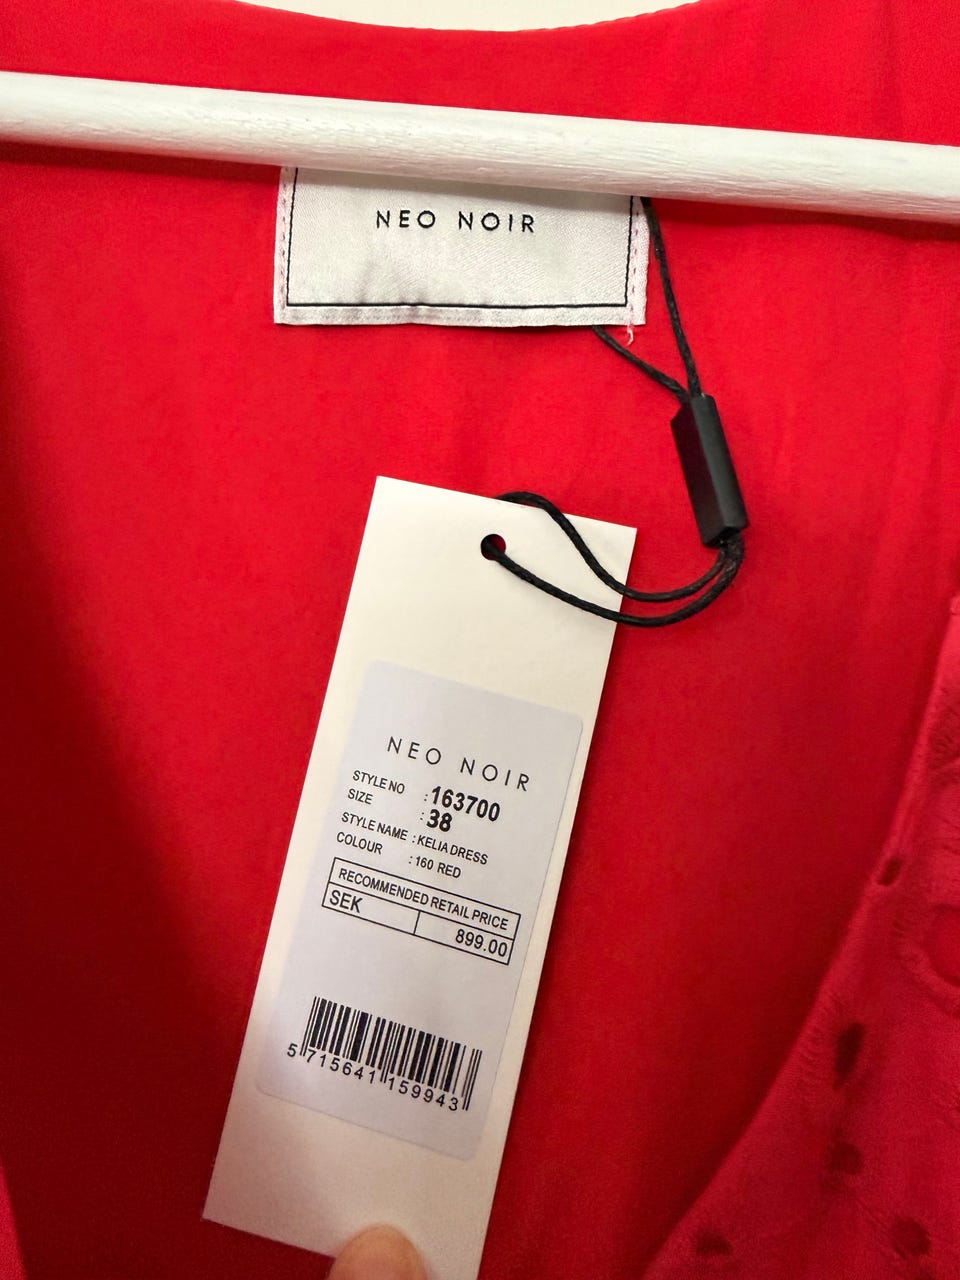 NEO NOIR
NEO NOIR
STYLE NO : 163700
SIZE : 38
STYLE NAME : KELIA DRESS
COLOUR : 160 RED
RECOMMENDED RETAIL PRICE
SEK 899.00
5 715641 159943